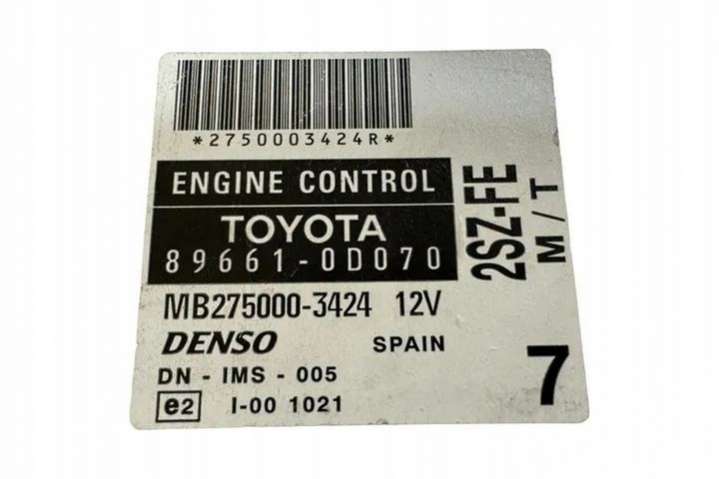 *2750003424R*
ENGINE CONTROL
TOYOTA
89661-0D070
2SZ-FE
M/T
MB275000-3424 12V
DENSO SPAIN
DN - IMS - 005
7
e2 I-00 1021